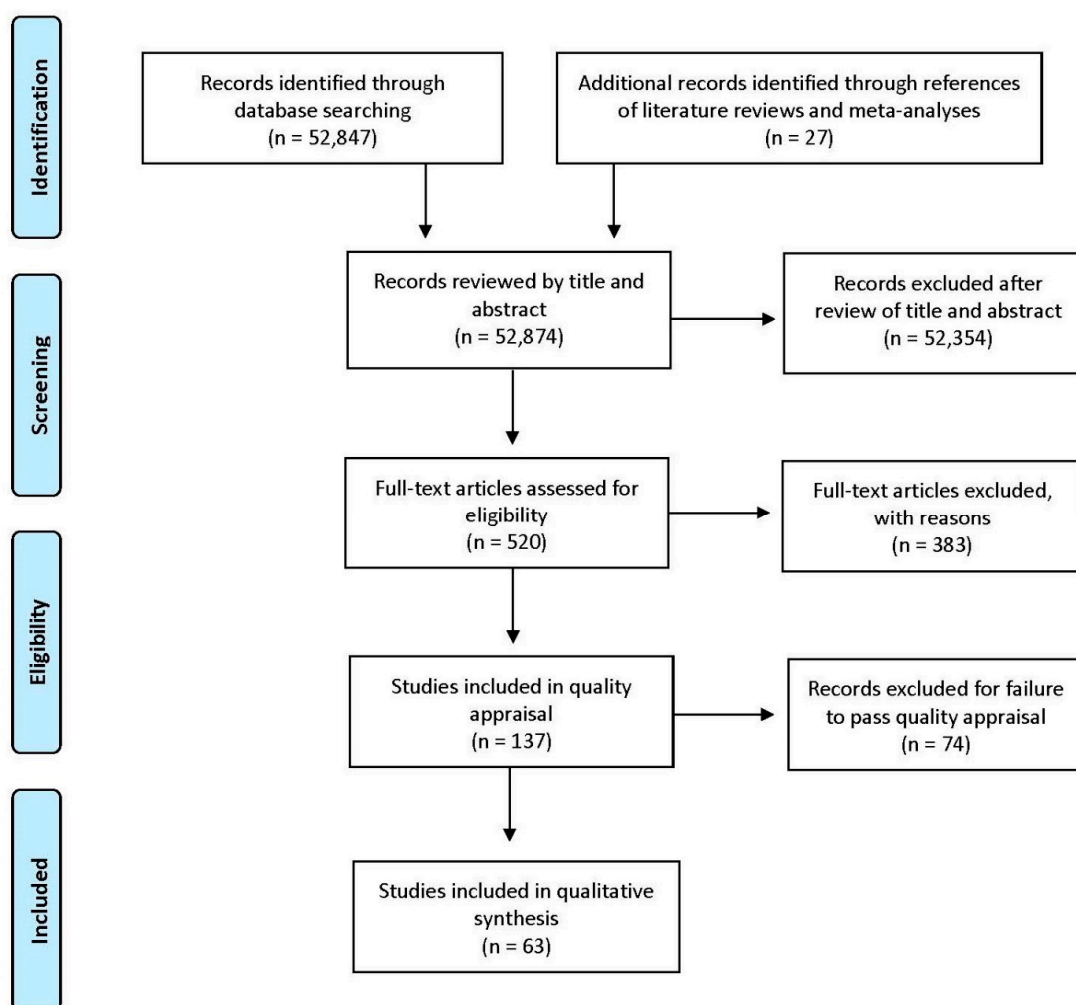 Identification
Records identified through
database searching
(n = 52,847)
Additional records identified through references
of literature reviews and meta-analyses
(n = 27)
Screening
Records reviewed by title and
abstract
(n = 52,874)
Records excluded after
review of title and abstract
(n = 52,354)
Full-text articles assessed for
eligibility
(n = 520)
Full-text articles excluded,
with reasons
(n = 383)
Eligibility
Studies included in quality
appraisal
(n = 137)
Records excluded for failure
to pass quality appraisal
(n = 74)
Included
Studies included in qualitative
synthesis
(n = 63)